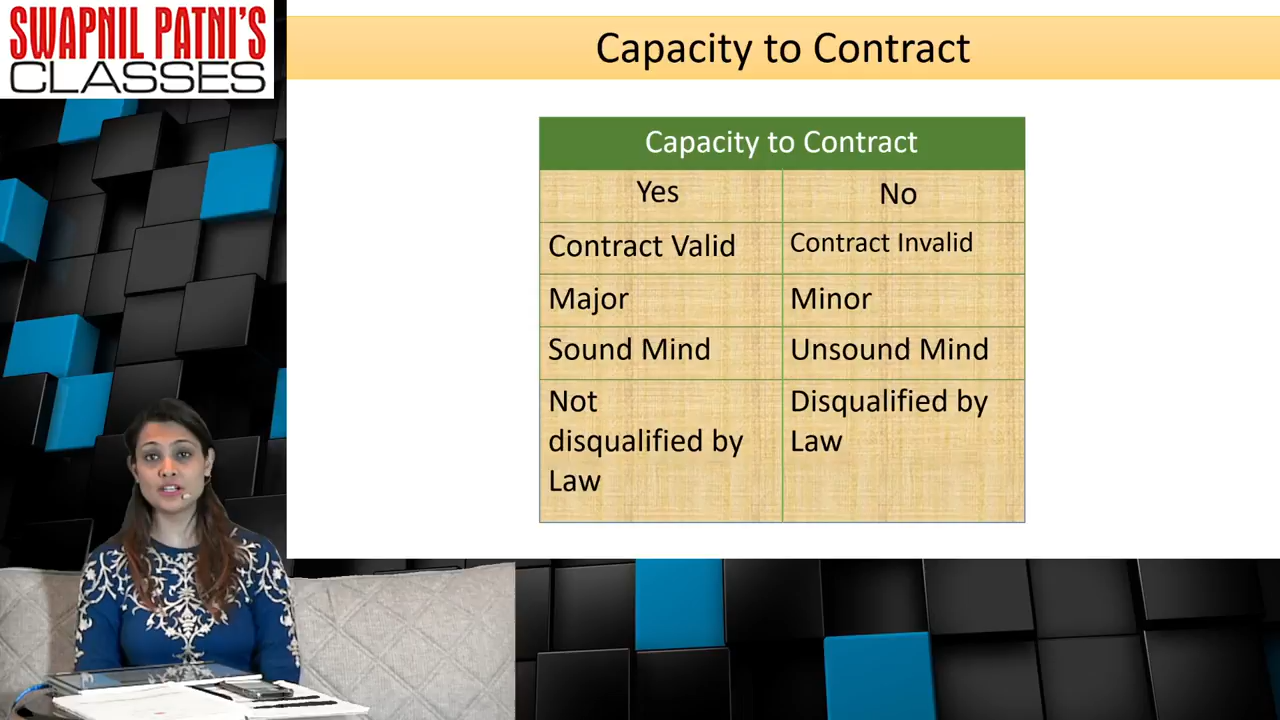 SWAPNIL PATNI'S
CLASSES
Capacity to Contract
Capacity to Contract
Yes No
Contract Valid Contract Invalid
Major Minor
Sound Mind Unsound Mind
Not Disqualified by
disqualified by Law
Law